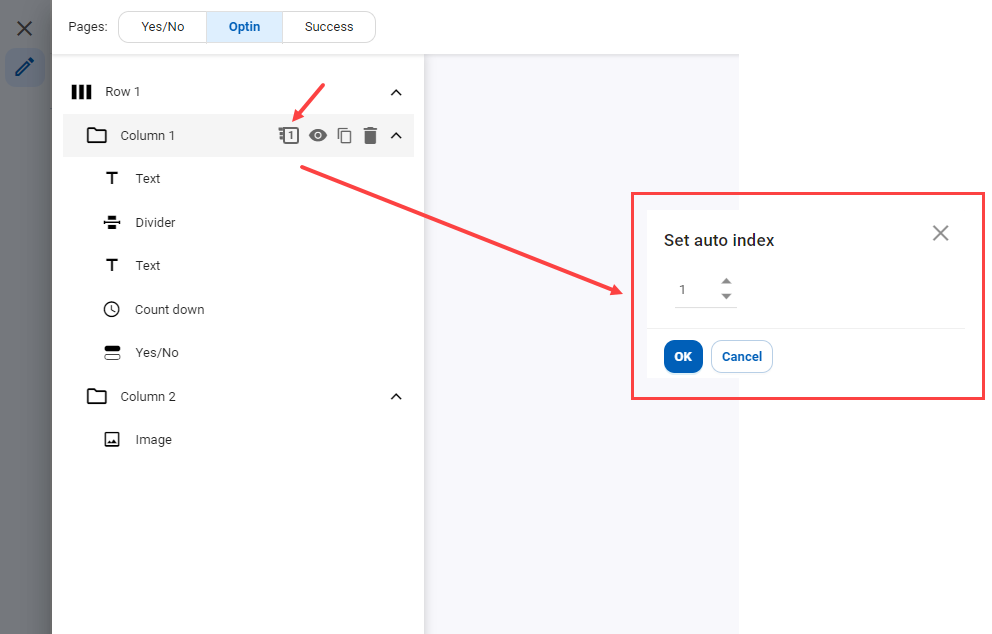 Pages: Yes/No Optin Success
Row 1
Column 1 1
Text
Divider
Text
Count down
Yes/No
Column 2
Image
Set auto index
1
OK Cancel